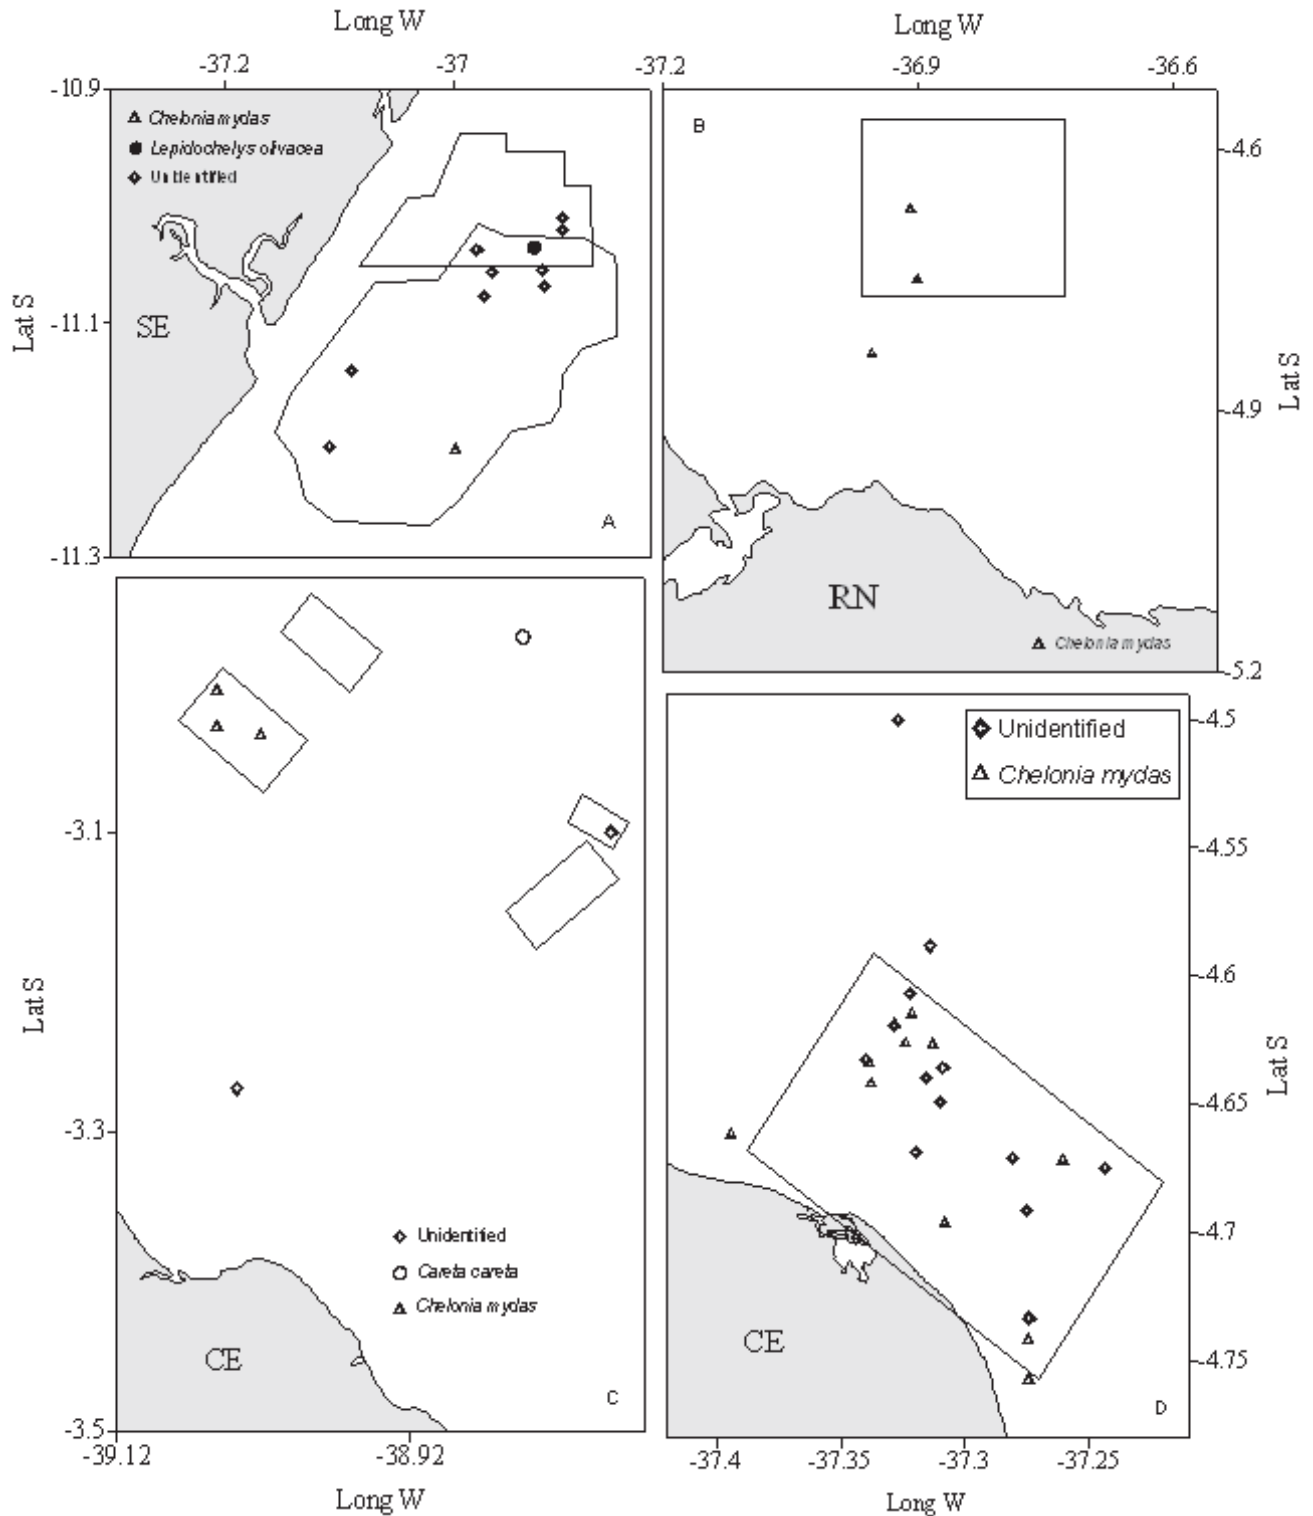 Long W
-37.2
-37
-10.9
Chelonia mydas
Lepidochelys olivacea
Unidentified
Lat S
-11.1
SE
-11.3
A
Long W
-37.2
-36.9
-36.6
B
-4.6
Lat S
-4.9
RN
Chelonia mydas
-5.2
-3.1
Lat S
-3.3
Unidentified
Careta careta
Chelonia mydas
CE
C
-3.5
-39.12
-38.92
Long W
Unidentified
Chelonia mydas
-4.5
-4.55
-4.6
Lat S
-4.65
-4.7
CE
-4.75
D
-37.4
-37.35
-37.3
-37.25
Long W